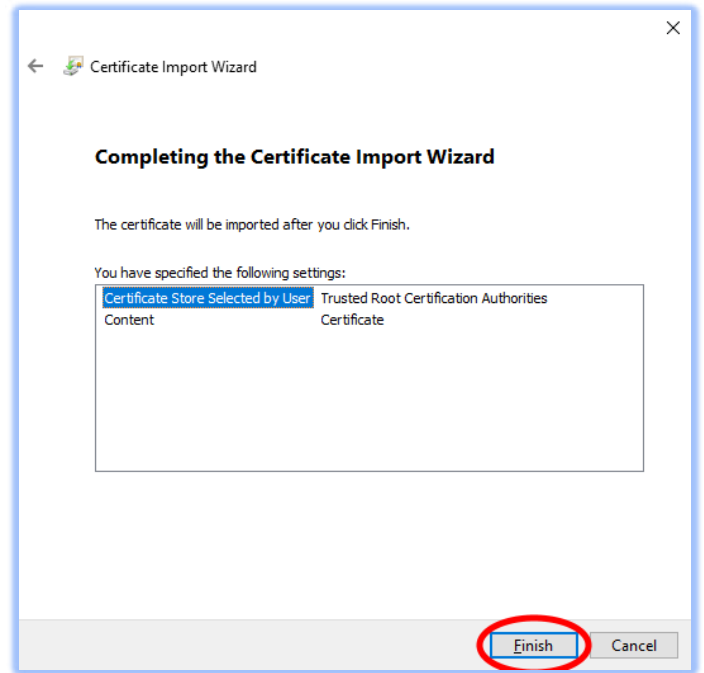 Certificate Import Wizard
Completing the Certificate Import Wizard
The certificate will be imported after you click Finish.
You have specified the following settings:
Certificate Store Selected by User Trusted Root Certification Authorities
Content Certificate
Finish Cancel